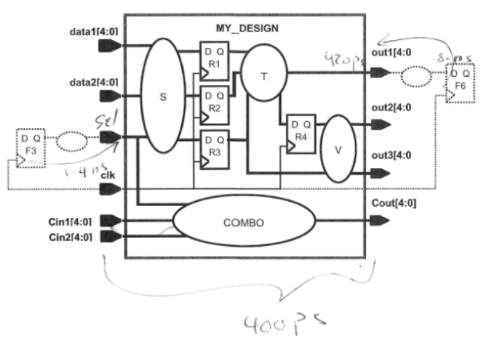 MY_DESIGN
data1[4:0]
D Q
R1
T
420ps
out1[4:0
D Q
F6
data2[4:0]
S
D Q
R2
Sel
D Q
F3
D Q
R3
D Q
R4
V
out2[4:0
1.4 ns
clk
out3[4:0
Cin1[4:0]
Cin2[4:0]
COMBO
Cout[4:0]
400ps